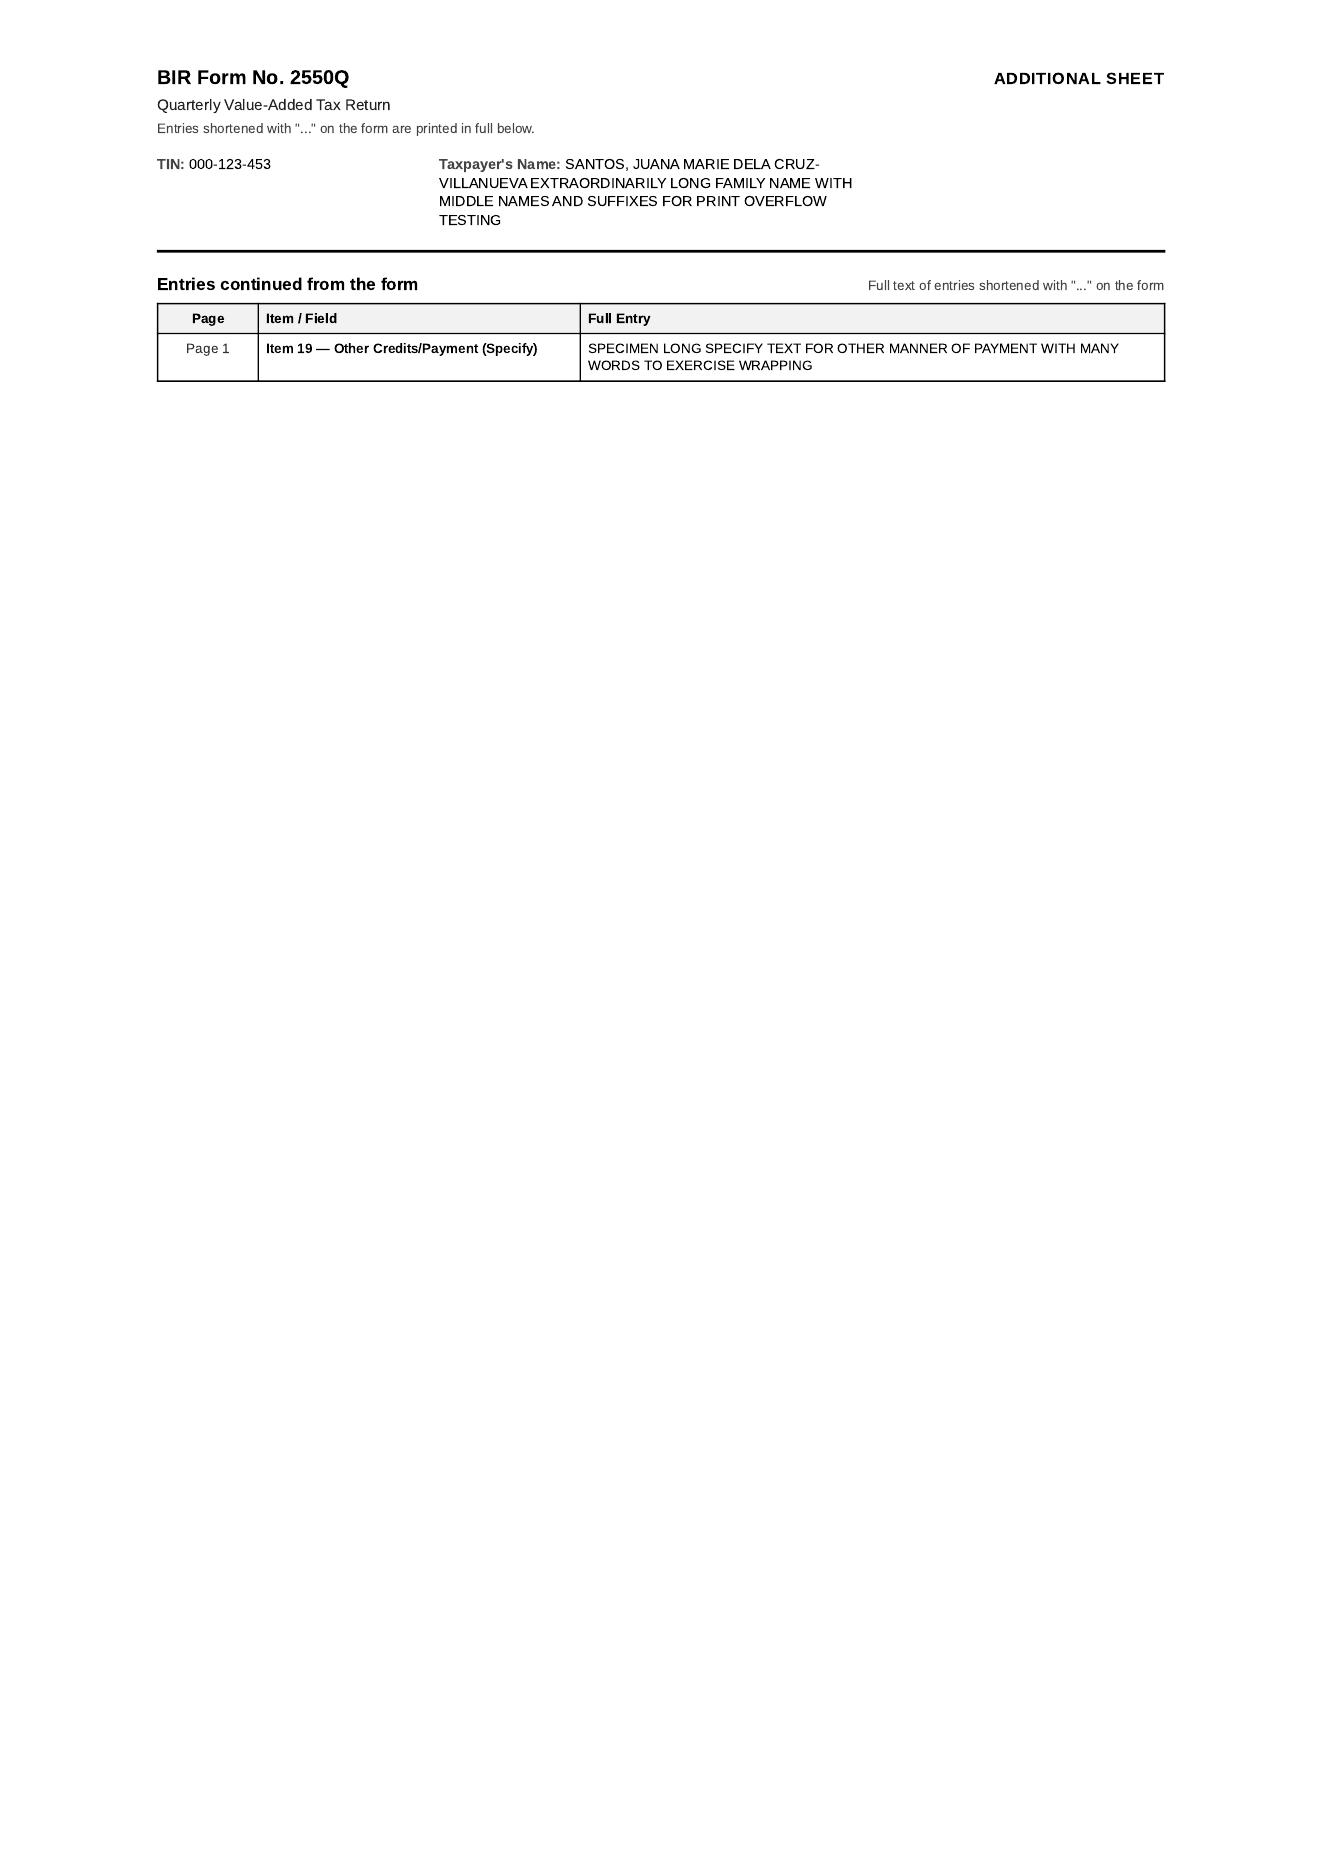 BIR Form No. 2550Q
ADDITIONAL SHEET
Quarterly Value-Added Tax Return
Entries shortened with "..." on the form are printed in full below.
TIN: 000-123-453
Taxpayer's Name: SANTOS, JUANA MARIE DELA CRUZ-
VILLANUEVA EXTRAORDINARILY LONG FAMILY NAME WITH
MIDDLE NAMES AND SUFFIXES FOR PRINT OVERFLOW
TESTING
Entries continued from the form
Full text of entries shortened with "..." on the form
Page Item / Field Full Entry
Page 1 Item 19 — Other Credits/Payment (Specify) SPECIMEN LONG SPECIFY TEXT FOR OTHER MANNER OF PAYMENT WITH MANY
WORDS TO EXERCISE WRAPPING